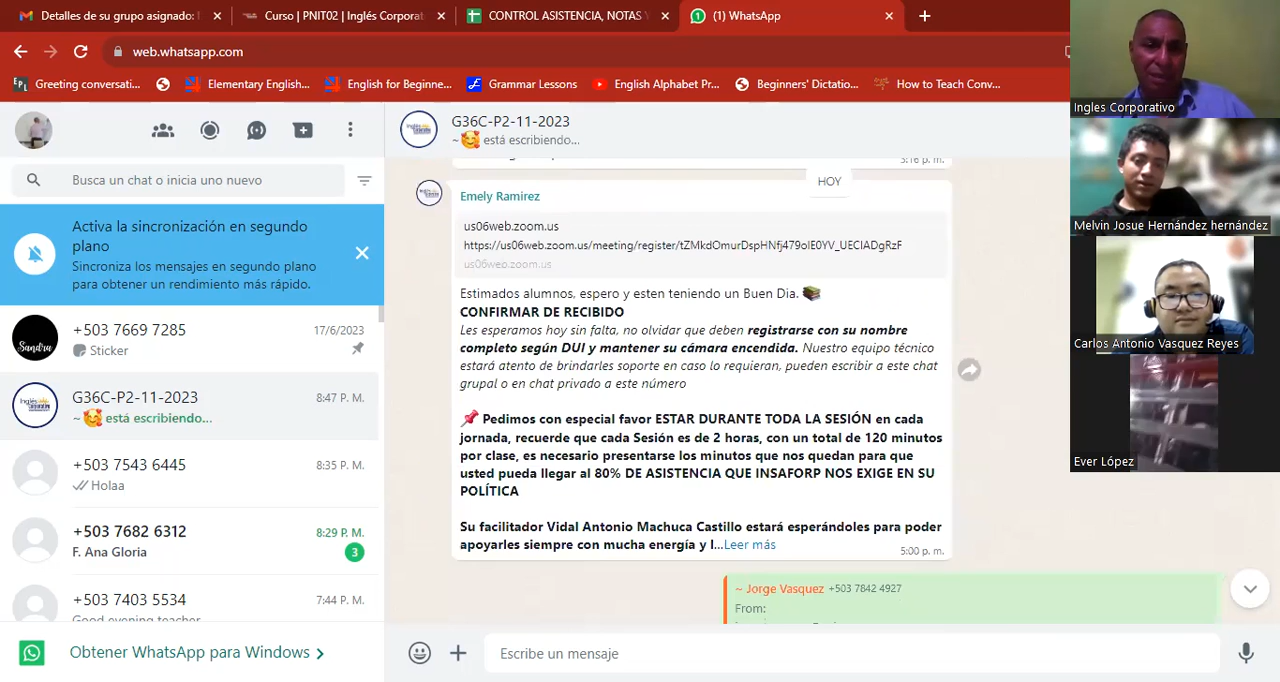 Detalles de su grupo asignado:
Curso | PNIT02 | Inglés Corporat
CONTROL ASISTENCIA, NOTAS Y
(1) WhatsApp
web.whatsapp.com
Greeting conversati...
Elementary English...
English for Beginne...
Grammar Lessons
English Alphabet Pr...
Beginners' Dictatio...
How to Teach Conv...
G36C-P2-11-2023
~🥰 está escribiendo...
Busca un chat o inicia uno nuevo
Activa la sincronización en segundo
plano
Sincroniza los mensajes en segundo plano
para obtener un rendimiento más rápido.
+503 7669 7285
17/6/2023
Sandra
Sticker
G36C-P2-11-2023
8:47 P. M.
~🥰 está escribiendo...
+503 7543 6445
8:35 P. M.
Holaa
+503 7682 6312
8:29 P. M.
F. Ana Gloria
3
+503 7403 5534
7:44 P. M.
Good evening teacher
Obtener WhatsApp para Windows
5:16 p. m.
HOY
Emely Ramirez
us06web.zoom.us
us06web.zoom.us
Estimados alumnos, espero y esten teniendo un Buen Dia. 📚
CONFIRMAR DE RECIBIDO
Les esperamos hoy sin falta, no olvidar que deben registrarse con su nombre
completo según DUI y mantener su cámara encendida. Nuestro equipo técnico
estará atento de brindarles soporte en caso lo requieran, pueden escribir a este chat
grupal o en chat privado a este número
📌 Pedimos con especial favor ESTAR DURANTE TODA LA SESIÓN en cada
jornada, recuerde que cada Sesión es de 2 horas, con un total de 120 minutos
por clase, es necesario presentarse los minutos que nos quedan para que
usted pueda llegar al 80% DE ASISTENCIA QUE INSAFORP NOS EXIGE EN SU
POLÍTICA
Su facilitador Vidal Antonio Machuca Castillo estará esperándoles para poder
apoyarles siempre con mucha energía y l...Leer más
5:00 p. m.
~ Jorge Vasquez +503 7842 4927
From:
Escribe un mensaje
Ingles Corporativo
Melvin Josue Hernández hernández
Carlos Antonio Vasquez Reyes
Ever López